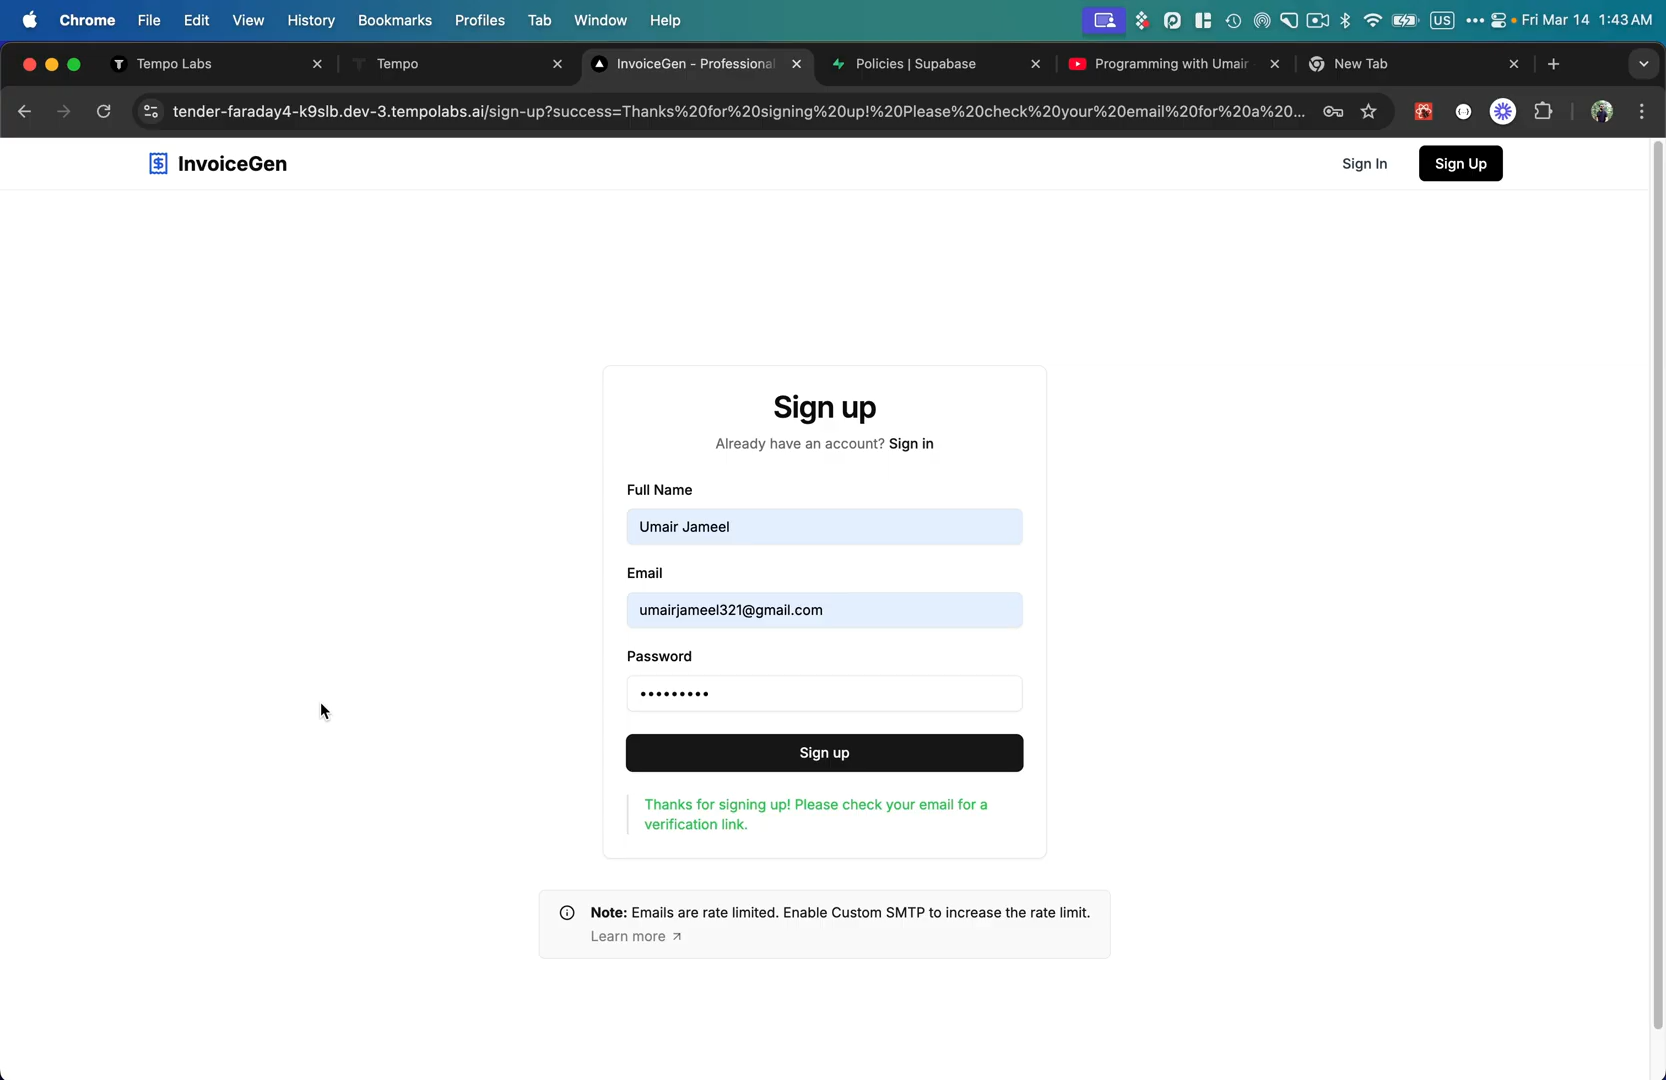 Chrome File Edit View History Bookmarks Profiles Tab Window Help US Fri Mar 14 1:43 AM
Tempo Labs Tempo InvoiceGen - Professional Policies | Supabase Programming with Umair New Tab
tender-faraday4-k9slb.dev-3.tempolabs.ai/sign-up?success=Thanks%20for%20signing%20up!%20Please%20check%20your%20email%20for%20a%20...
InvoiceGen Sign In Sign Up
Sign up
Already have an account? Sign in
Full Name
Umair Jameel
Email
umairjameel321@gmail.com
Password
•••••••••
Sign up
Thanks for signing up! Please check your email for a
verification link.
Note: Emails are rate limited. Enable Custom SMTP to increase the rate limit.
Learn more